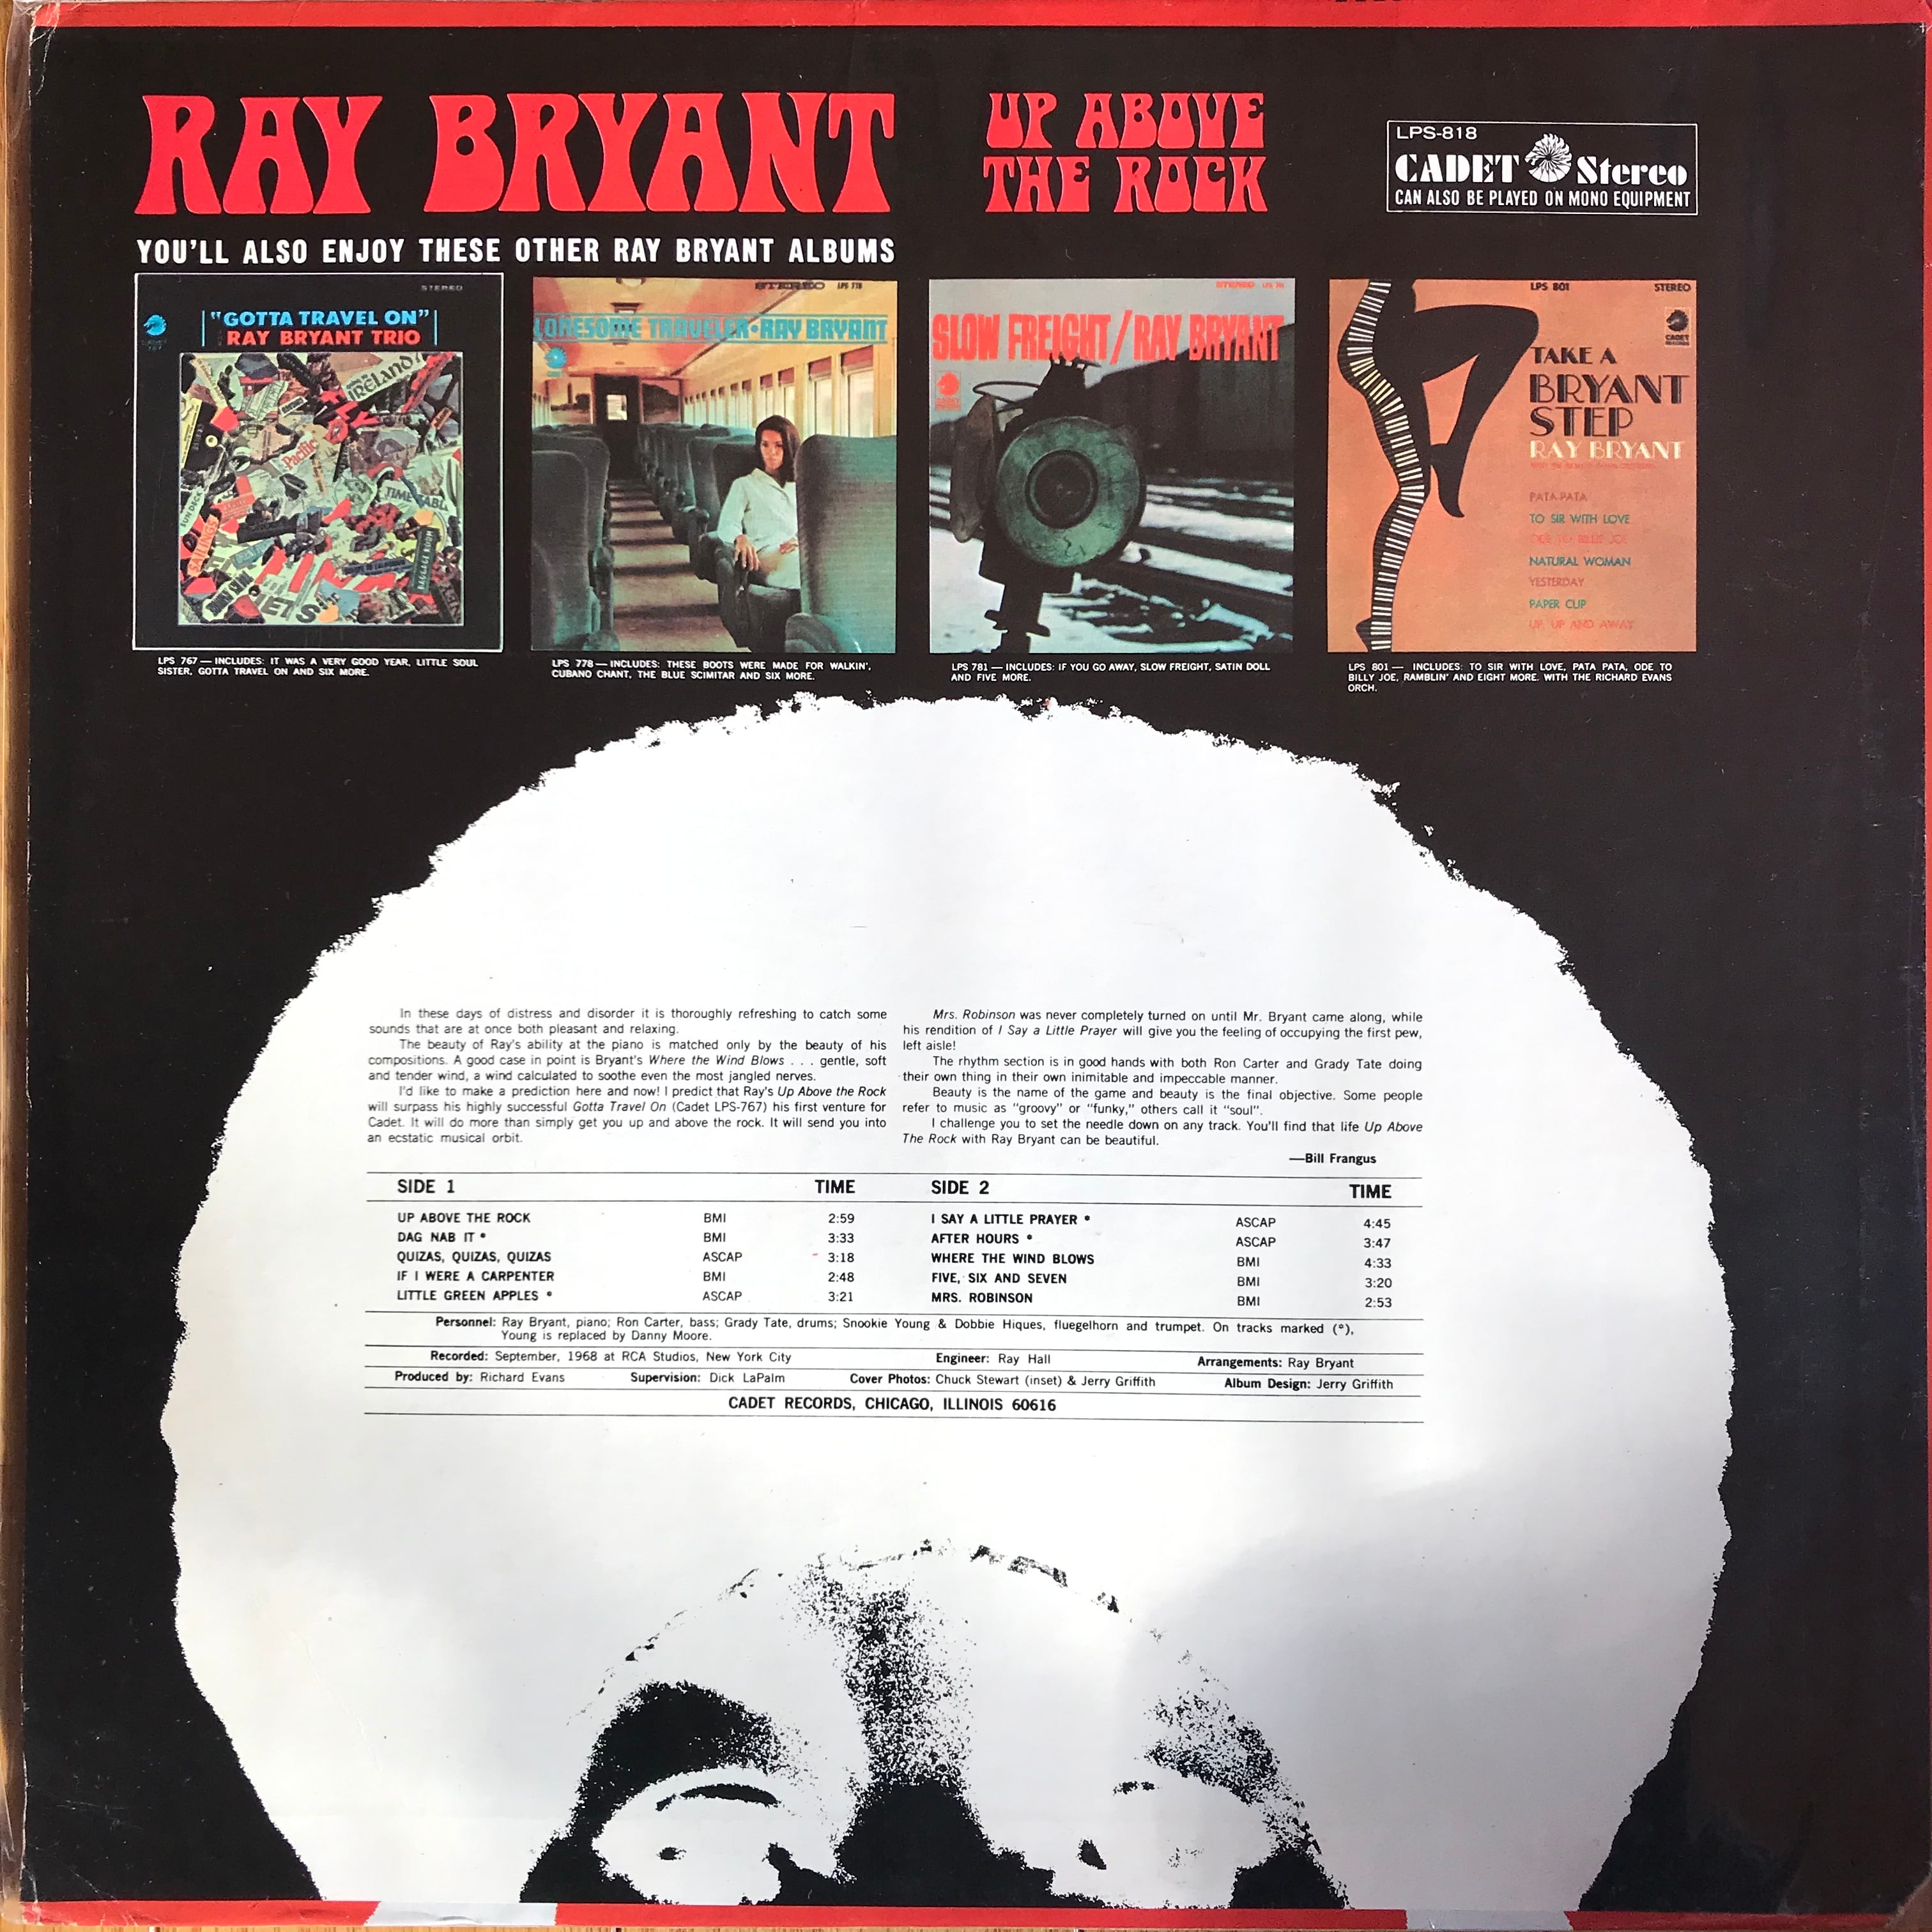 RAY BRYANT
UP ABOVE
THE ROCK
LPS-818
CADET Stereo
CAN ALSO BE PLAYED ON MONO EQUIPMENT
YOU'LL ALSO ENJOY THESE OTHER RAY BRYANT ALBUMS
STEREO
"GOTTA TRAVEL ON"
RAY BRYANT TRIO
IRELAND
Pacific
TIME TABL
SUN DECK
SAILINGS
BAGGAGE ROOM
JETS
STEREO LPS 778
LONESOME TRAVELER • RAY BRYANT
STEREO LPS 781
SLOW FREIGHT / RAY BRYANT
LPS 801 STEREO
CADET
TAKE A
BRYANT
STEP
RAY BRYANT
PATA-PATA
TO SIR WITH LOVE
ODE TO BILLIE JOE
NATURAL WOMAN
YESTERDAY
PAPER CUP
UP, UP AND AWAY
LPS 767 — INCLUDES: IT WAS A VERY GOOD YEAR, LITTLE SOUL
SISTER, GOTTA TRAVEL ON AND SIX MORE.
LPS 778 — INCLUDES: THESE BOOTS WERE MADE FOR WALKIN',
CUBANO CHANT, THE BLUE SCIMITAR AND SIX MORE.
LPS 781 — INCLUDES: IF YOU GO AWAY, SLOW FREIGHT, SATIN DOLL
AND FIVE MORE.
LPS 801 — INCLUDES: TO SIR WITH LOVE, PATA PATA, ODE TO
BILLY JOE, RAMBLIN' AND EIGHT MORE. WITH THE RICHARD EVANS
ORCH.
In these days of distress and disorder it is thoroughly refreshing to catch some
sounds that are at once both pleasant and relaxing.
The beauty of Ray's ability at the piano is matched only by the beauty of his
compositions. A good case in point is Bryant's Where the Wind Blows . . . gentle, soft
and tender wind, a wind calculated to soothe even the most jangled nerves.
I'd like to make a prediction here and now! I predict that Ray's Up Above the Rock
will surpass his highly successful Gotta Travel On (Cadet LPS-767) his first venture for
Cadet. It will do more than simply get you up and above the rock. It will send you into
an ecstatic musical orbit.
Mrs. Robinson was never completely turned on until Mr. Bryant came along, while
his rendition of I Say a Little Prayer will give you the feeling of occupying the first pew,
left aisle!
The rhythm section is in good hands with both Ron Carter and Grady Tate doing
their own thing in their own inimitable and impeccable manner.
Beauty is the name of the game and beauty is the final objective. Some people
refer to music as "groovy" or "funky," others call it "soul".
I challenge you to set the needle down on any track. You'll find that life Up Above
The Rock with Ray Bryant can be beautiful.
—Bill Frangus
SIDE 1 TIME
UP ABOVE THE ROCK BMI 2:59
DAG NAB IT * BMI 3:33
QUIZAS, QUIZAS, QUIZAS ASCAP 3:18
IF I WERE A CARPENTER BMI 2:48
LITTLE GREEN APPLES * ASCAP 3:21
SIDE 2 TIME
I SAY A LITTLE PRAYER * ASCAP 4:45
AFTER HOURS * ASCAP 3:47
WHERE THE WIND BLOWS BMI 4:33
FIVE, SIX AND SEVEN BMI 3:20
MRS. ROBINSON BMI 2:53
Personnel: Ray Bryant, piano; Ron Carter, bass; Grady Tate, drums; Snookie Young & Dobbie Hiques, fluegelhorn and trumpet. On tracks marked (*),
Young is replaced by Danny Moore.
Recorded: September, 1968 at RCA Studios, New York City Engineer: Ray Hall Arrangements: Ray Bryant
Produced by: Richard Evans Supervision: Dick LaPalm Cover Photos: Chuck Stewart (inset) & Jerry Griffith Album Design: Jerry Griffith
CADET RECORDS, CHICAGO, ILLINOIS 60616